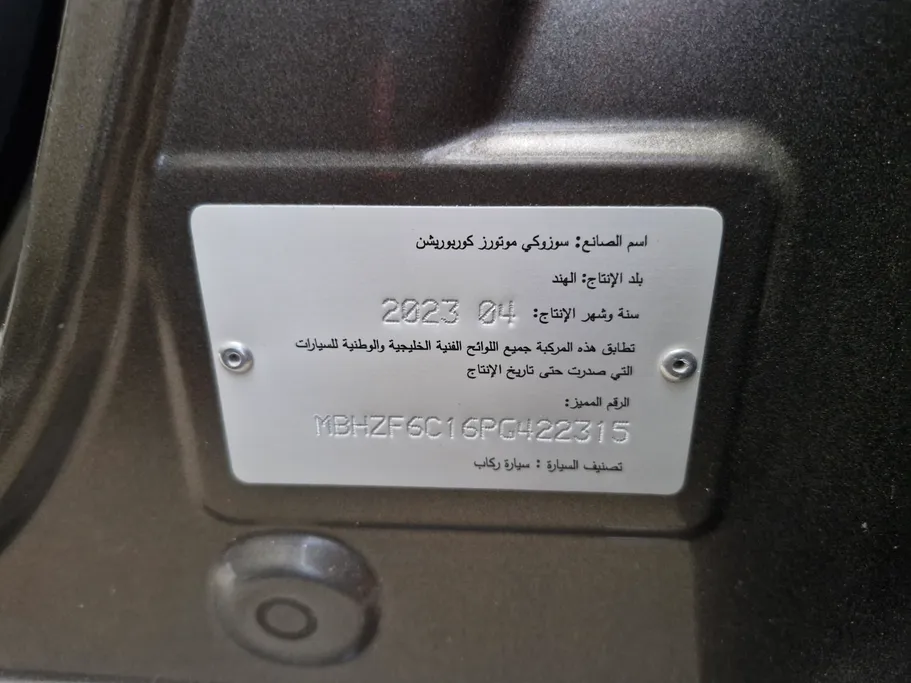 اسم الصانع: سوزوكي موتورز كوربوريشن
بلد الإنتاج: الهند
سنة وشهر الإنتاج: 2023 04
تطابق هذه المركبة جميع اللوائح الفنية الخليجية والوطنية للسيارات
التي صدرت حتى تاريخ الإنتاج
الرقم المميز:
MBHZF6C16PG422315
تصنيف السيارة : سيارة ركاب